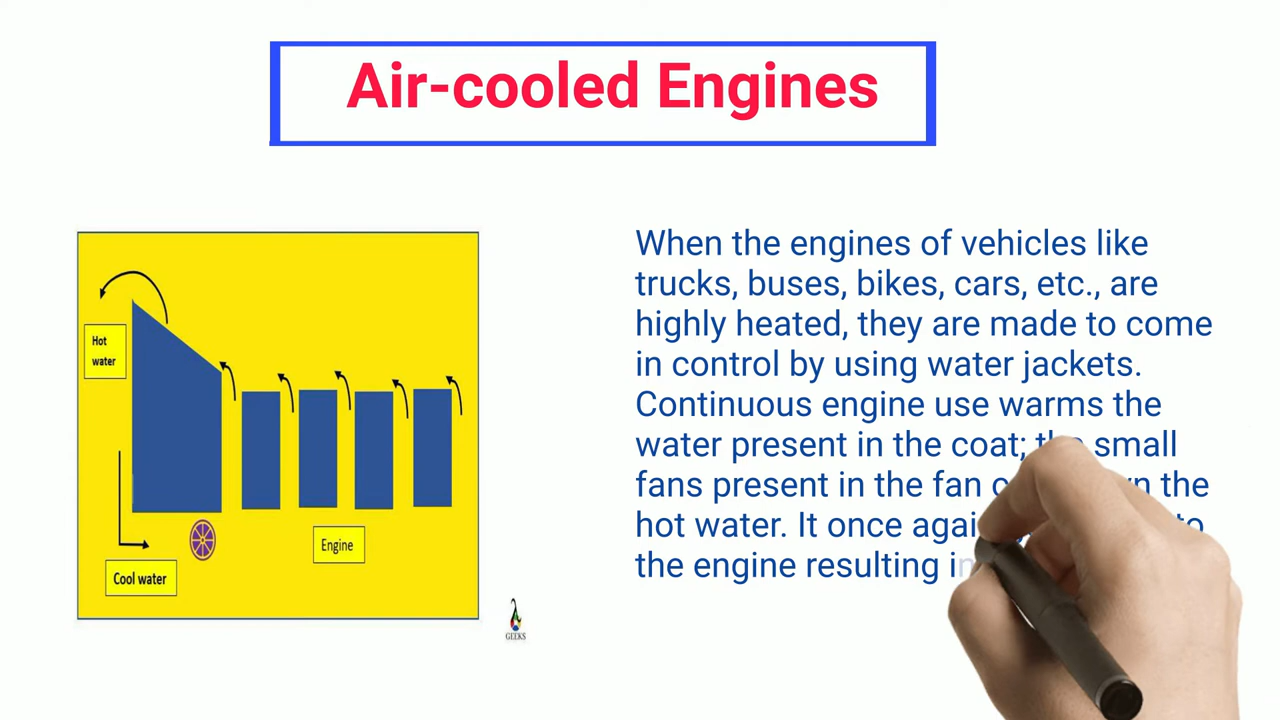 Air-cooled Engines
When the engines of vehicles like
trucks, buses, bikes, cars, etc., are
highly heated, they are made to come
in control by using water jackets.
Continuous engine use warms the
water present in the coat; the small
fans present in the fan the
hot water. It once to
the engine resulting
Hot
water
Engine
Cool water
GEEKS